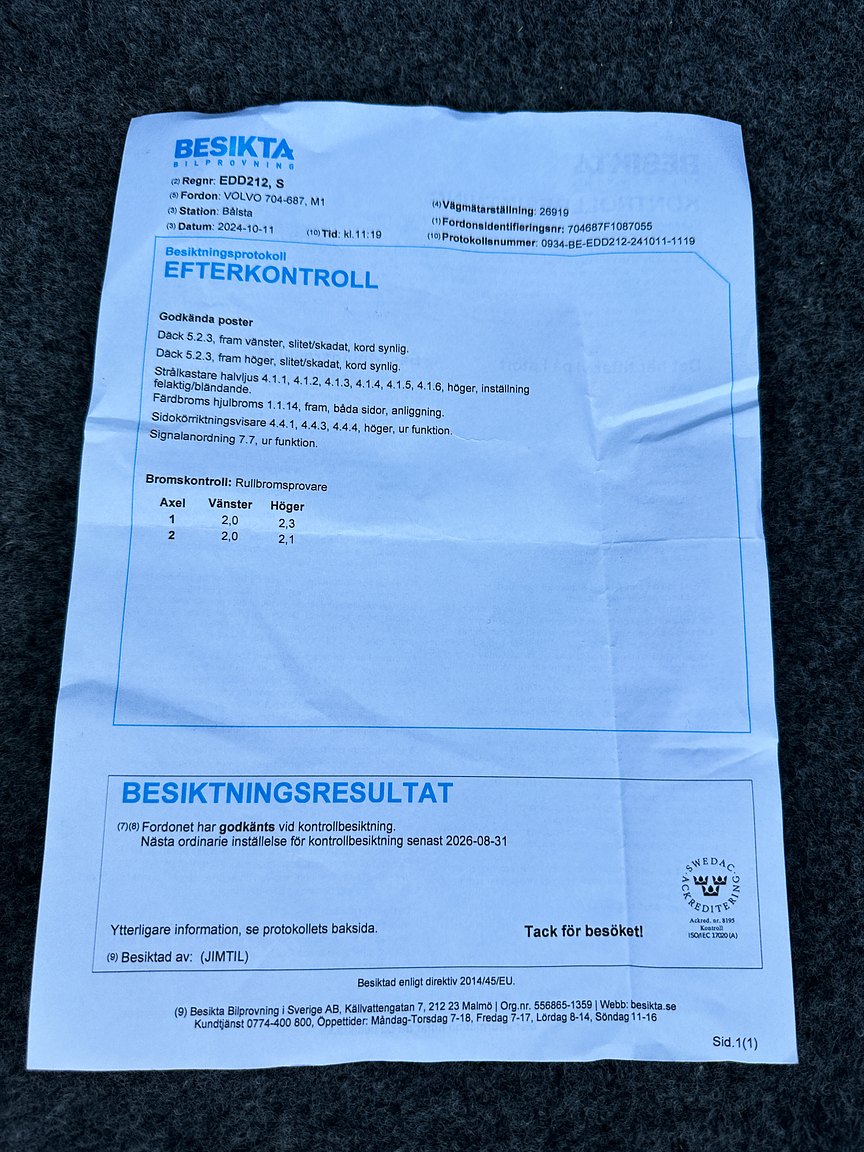 BESIKTA
BILPROVNING
(2) Regnr: EDD212, S
(5) Fordon: VOLVO 704-687, M1
(3) Station: Bålsta
(3) Datum: 2024-10-11 (10) Tid: kl.11:19
(4) Vägmätarställning: 26919
(1) Fordonsidentifieringsnr: 704687F1087055
(10) Protokollsnummer: 0934-BE-EDD212-241011-1119
Besiktningsprotokoll
EFTERKONTROLL
Godkända poster
Däck 5.2.3, fram vänster, slitet/skadat, kord synlig.
Däck 5.2.3, fram höger, slitet/skadat, kord synlig.
Strålkastare halvljus 4.1.1, 4.1.2, 4.1.3, 4.1.4, 4.1.5, 4.1.6, höger, inställning
felaktig/bländande.
Färdbroms hjulbroms 1.1.14, fram, båda sidor, anliggning.
Sidokörriktningsvisare 4.4.1, 4.4.3, 4.4.4, höger, ur funktion.
Signalanordning 7.7, ur funktion.
Bromskontroll: Rullbromsprovare
Axel Vänster Höger
1 2,0 2,3
2 2,0 2,1
BESIKTNINGSRESULTAT
(7)(8) Fordonet har godkänts vid kontrollbesiktning.
Nästa ordinarie inställelse för kontrollbesiktning senast 2026-08-31
SWEDAC
ACKREDITERING
Ackred. nr. 8195
Kontroll
ISO/IEC 17020 (A)
Ytterligare information, se protokollets baksida.
Tack för besöket!
(9) Besiktad av: (JIMTIL)
Besiktad enligt direktiv 2014/45/EU.
(9) Besikta Bilprovning i Sverige AB, Källvattengatan 7, 212 23 Malmö | Org.nr. 556865-1359 | Webb: besikta.se
Kundtjänst 0774-400 800, Öppettider: Måndag-Torsdag 7-18, Fredag 7-17, Lördag 8-14, Söndag 11-16
Sid.1(1)